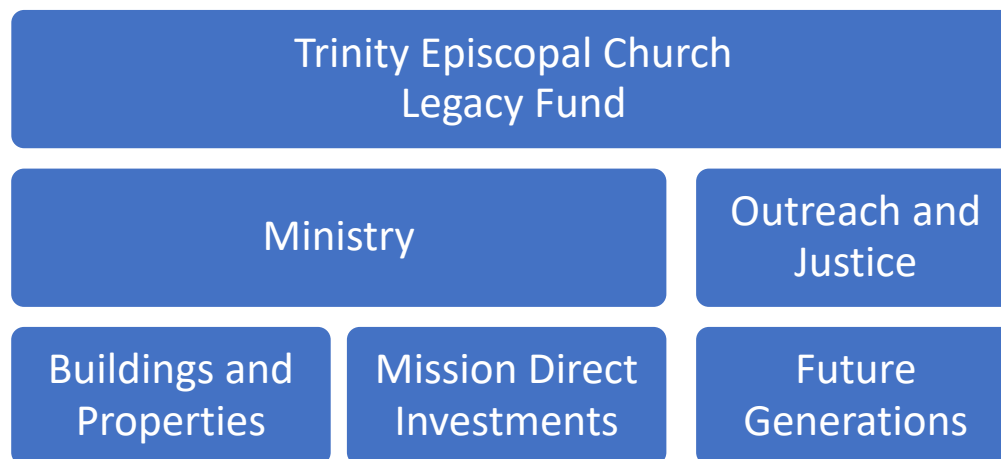 Trinity Episcopal Church
Legacy Fund
Ministry
Outreach and
Justice
Buildings and
Properties
Mission Direct
Investments
Future
Generations